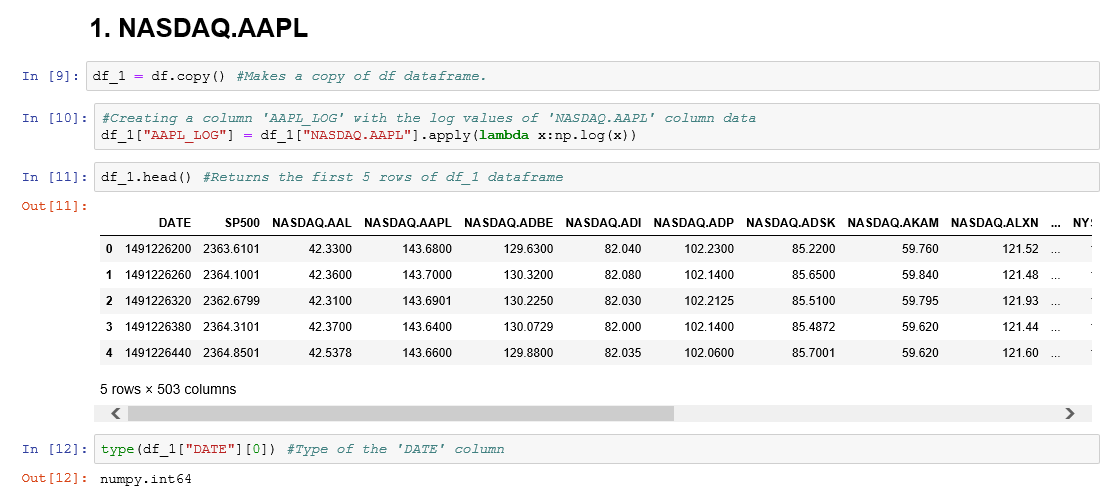 1. NASDAQ.AAPL
In [9]: df_1 = df.copy() #Makes a copy of df dataframe.
In [10]: #Creating a column 'AAPL_LOG' with the log values of 'NASDAQ.AAPL' column data
df_1["AAPL_LOG"] = df_1["NASDAQ.AAPL"].apply(lambda x:np.log(x))
In [11]: df_1.head() #Returns the first 5 rows of df_1 dataframe
Out[11]:
DATE SP500 NASDAQ.AAL NASDAQ.AAPL NASDAQ.ADBE NASDAQ.ADI NASDAQ.ADP NASDAQ.ADSK NASDAQ.AKAM NASDAQ.ALXN ...
0 1491226200 2363.6101 42.3300 143.6800 129.6300 82.040 102.2300 85.2200 59.760 121.52 ...
1 1491226260 2364.1001 42.3600 143.7000 130.3200 82.080 102.1400 85.6500 59.840 121.48 ...
2 1491226320 2362.6799 42.3100 143.6901 130.2250 82.030 102.2125 85.5100 59.795 121.93 ...
3 1491226380 2364.3101 42.3700 143.6400 130.0729 82.000 102.1400 85.4872 59.620 121.44 ...
4 1491226440 2364.8501 42.5378 143.6600 129.8800 82.035 102.0600 85.7001 59.620 121.60 ...
5 rows × 503 columns
In [12]: type(df_1["DATE"][0]) #Type of the 'DATE' column
Out[12]: numpy.int64